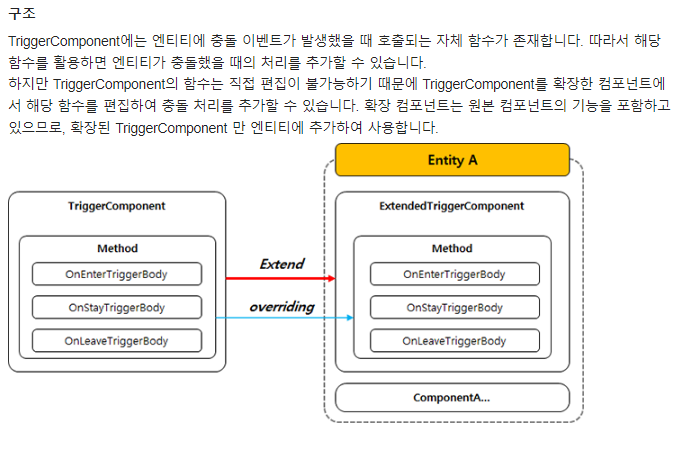 구조
TriggerComponent에는 엔티티에 충돌 이벤트가 발생했을 때 호출되는 자체 함수가 존재합니다. 따라서 해당
함수를 활용하면 엔티티가 충돌했을 때의 처리를 추가할 수 있습니다.
하지만 TriggerComponent의 함수는 직접 편집이 불가능하기 때문에 TriggerComponent를 확장한 컴포넌트에
서 해당 함수를 편집하여 충돌 처리를 추가할 수 있습니다. 확장 컴포넌트는 원본 컴포넌트의 기능을 포함하고
있으므로, 확장된 TriggerComponent 만 엔티티에 추가하여 사용합니다.
Entity A
TriggerComponent
Method
OnEnterTriggerBody
OnStayTriggerBody
OnLeaveTriggerBody
Extend
overriding
ExtendedTriggerComponent
Method
OnEnterTriggerBody
OnStayTriggerBody
OnLeaveTriggerBody
ComponentA...